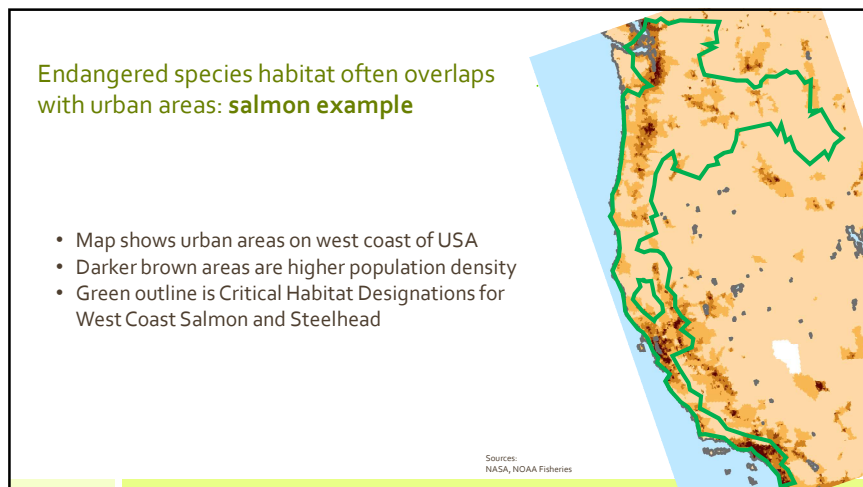 Endangered species habitat often overlaps
with urban areas: salmon example
• Map shows urban areas on west coast of USA
• Darker brown areas are higher population density
• Green outline is Critical Habitat Designations for
West Coast Salmon and Steelhead
Sources:
NASA, NOAA Fisheries